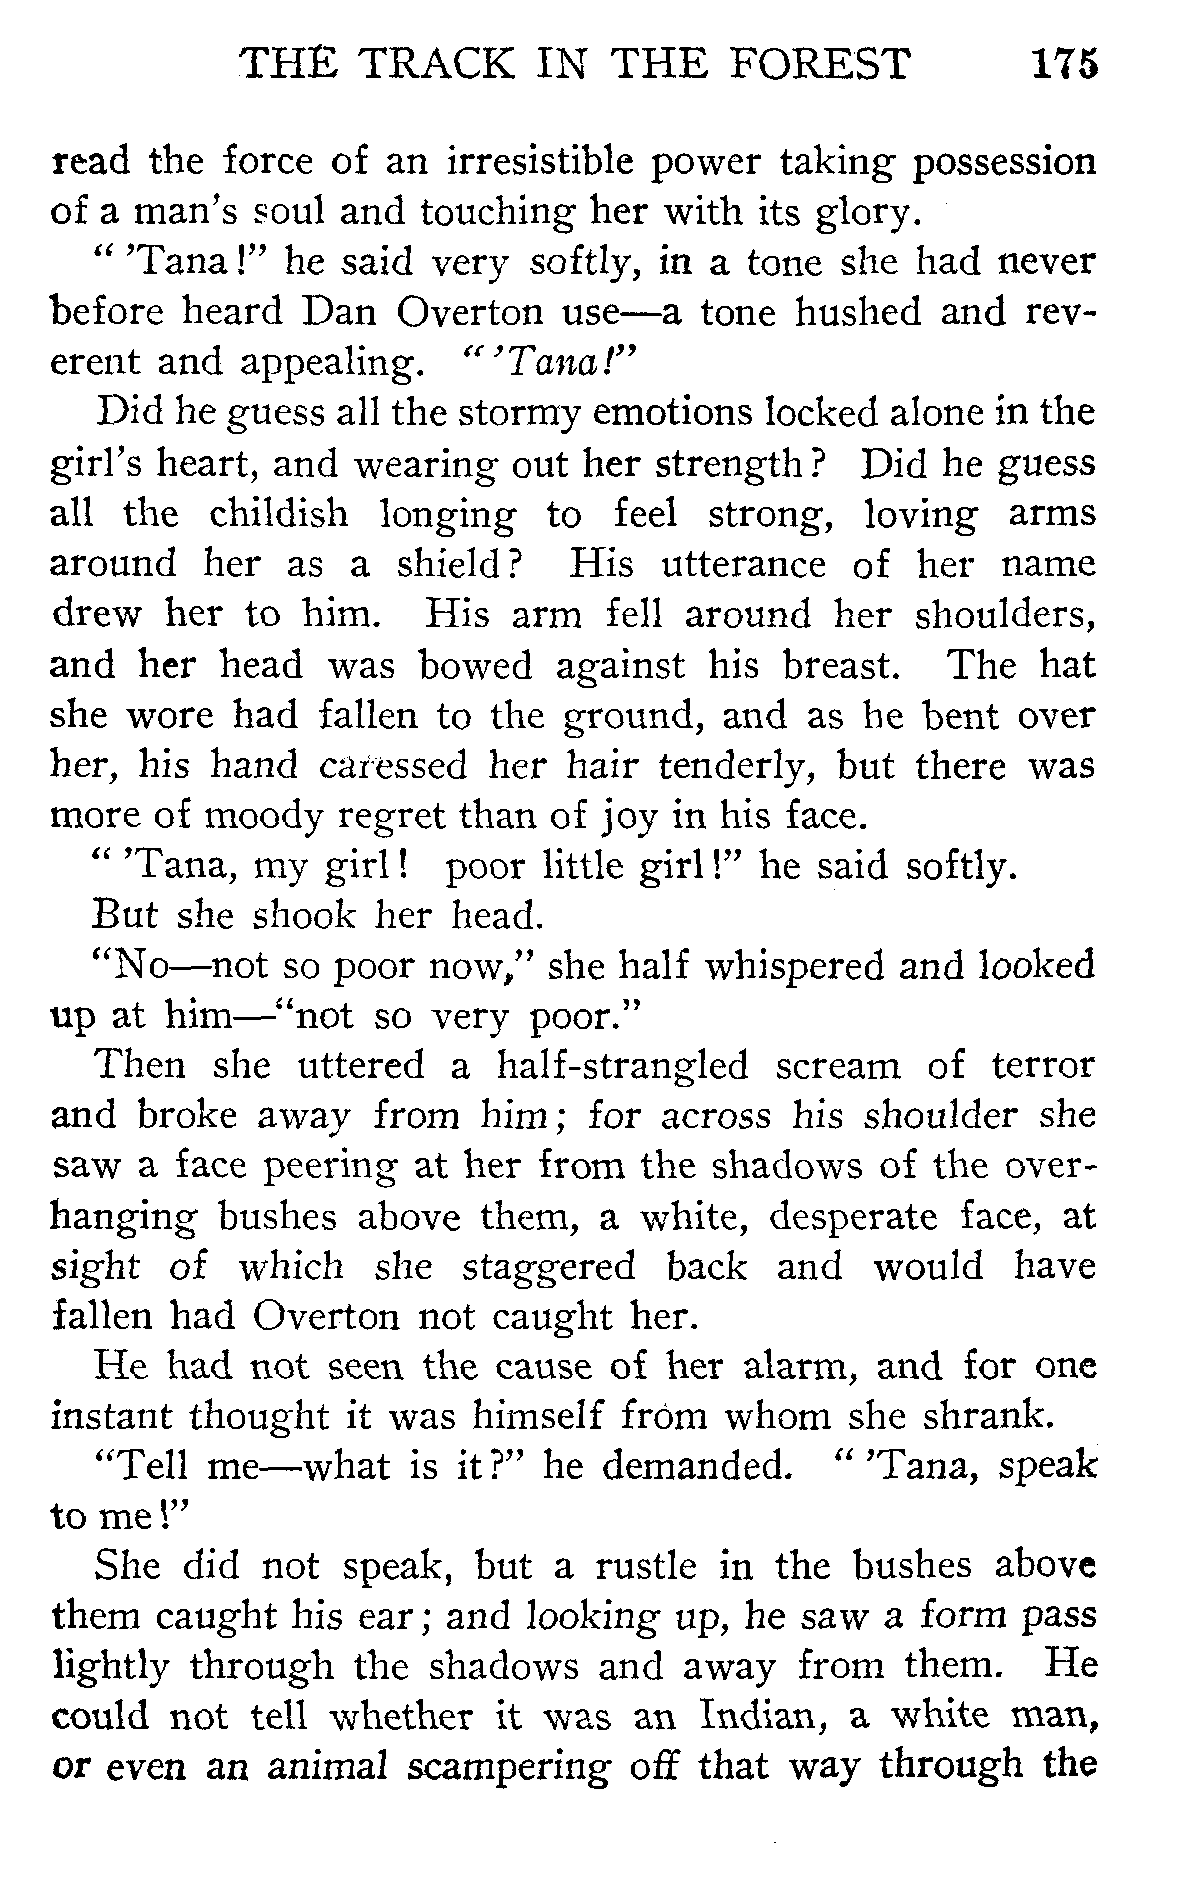 THE TRACK IN THE FOREST 175
read the force of an irresistible power taking possession
of a man's soul and touching her with its glory.
" 'Tana!" he said very softly, in a tone she had never
before heard Dan Overton use—a tone hushed and rev-
erent and appealing. " 'Tana!"
Did he guess all the stormy emotions locked alone in the
girl's heart, and wearing out her strength? Did he guess
all the childish longing to feel strong, loving arms
around her as a shield? His utterance of her name
drew her to him. His arm fell around her shoulders,
and her head was bowed against his breast. The hat
she wore had fallen to the ground, and as he bent over
her, his hand caressed her hair tenderly, but there was
more of moody regret than of joy in his face.
" 'Tana, my girl! poor little girl!" he said softly.
But she shook her head.
"No—not so poor now," she half whispered and looked
up at him—"not so very poor."
Then she uttered a half-strangled scream of terror
and broke away from him; for across his shoulder she
saw a face peering at her from the shadows of the over-
hanging bushes above them, a white, desperate face, at
sight of which she staggered back and would have
fallen had Overton not caught her.
He had not seen the cause of her alarm, and for one
instant thought it was himself from whom she shrank.
"Tell me—what is it?" he demanded. " 'Tana, speak
to me!"
She did not speak, but a rustle in the bushes above
them caught his ear; and looking up, he saw a form pass
lightly through the shadows and away from them. He
could not tell whether it was an Indian, a white man,
or even an animal scampering off that way through the